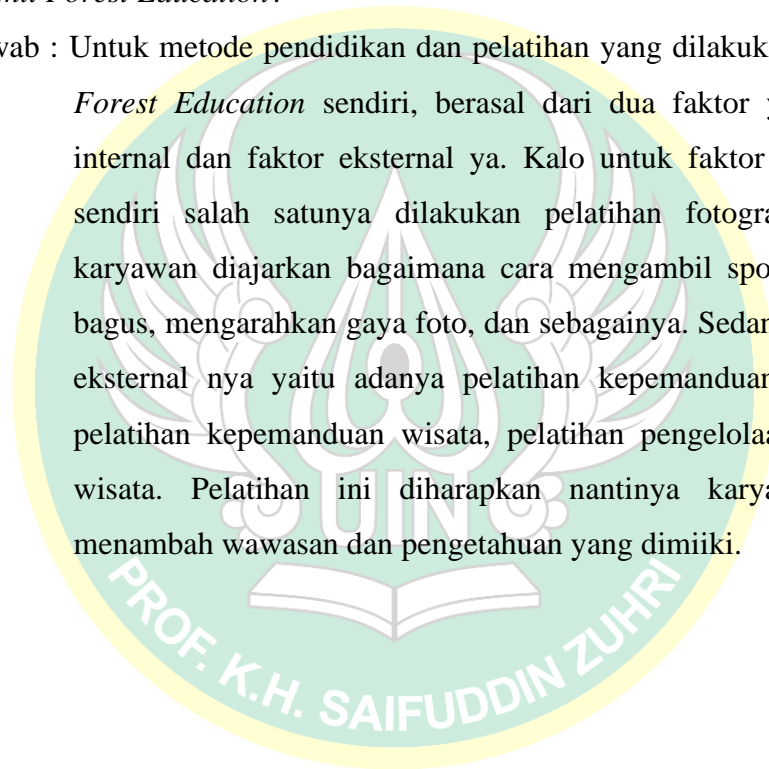 Forest Education?
wab : Untuk metode pendidikan dan pelatihan yang dilakuk
Forest Education sendiri, berasal dari dua faktor y
internal dan faktor eksternal ya. Kalo untuk faktor
sendiri salah satunya dilakukan pelatihan fotogra
karyawan diajarkan bagaimana cara mengambil spo
bagus, mengarahkan gaya foto, dan sebagainya. Sedan
eksternal nya yaitu adanya pelatihan kepemanduan
pelatihan kepemanduan wisata, pelatihan pengelolaa
wisata. Pelatihan ini diharapkan nantinya karya
menambah wawasan dan pengetahuan yang dimiiki.
UIN
PROF. K.H. SAIFUDDIN ZUHRI